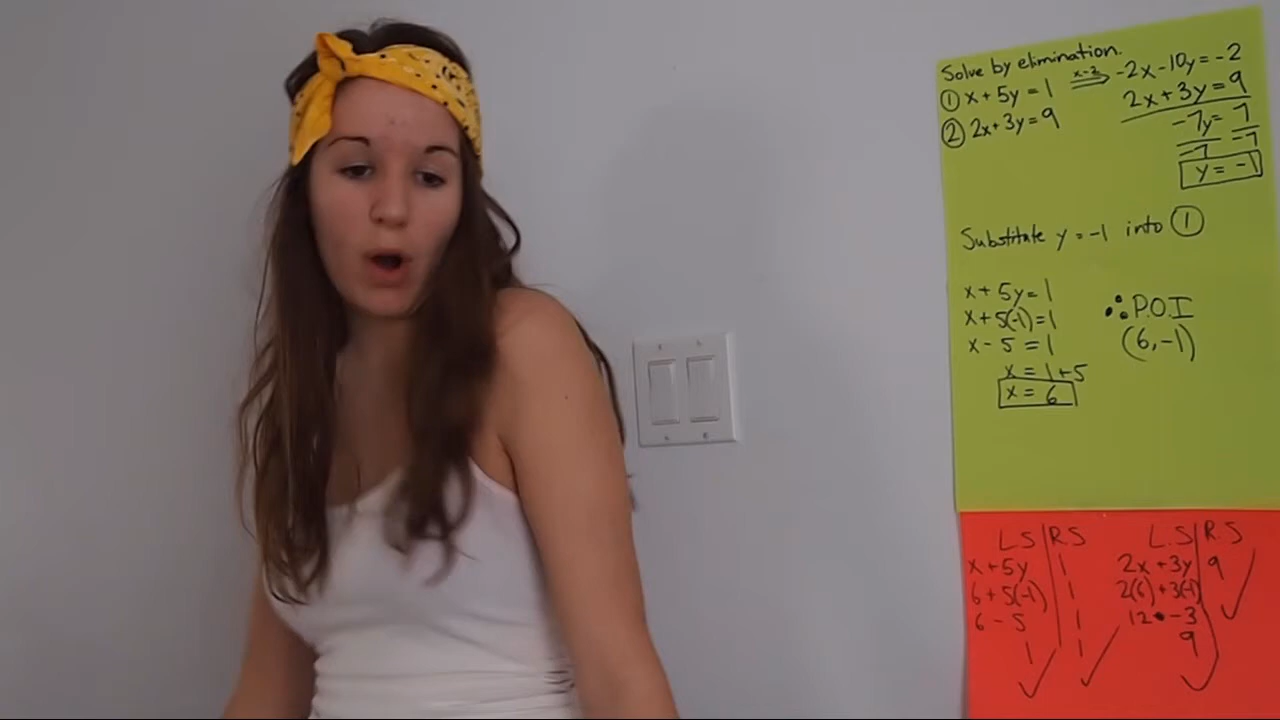 Solve by elimination.
① x + 5y = 1
② 2x + 3y = 9
x-2
-2x - 10y = -2
2x + 3y = 9
-7y = 7
-7 -7
y = -1
Substitute y = -1 into ①
x + 5y = 1
x + 5(-1) = 1
x - 5 = 1
x = 1 + 5
x = 6
∴ P.O.I
(6, -1)
L.S | R.S
x + 5y | 1
6 + 5(-1) | 1
6 - 5 | 1
1 | 1
✓ ✓
L.S | R.S
2x + 3y | 9
2(6) + 3(-1)
12 - 3
9
✓ ✓